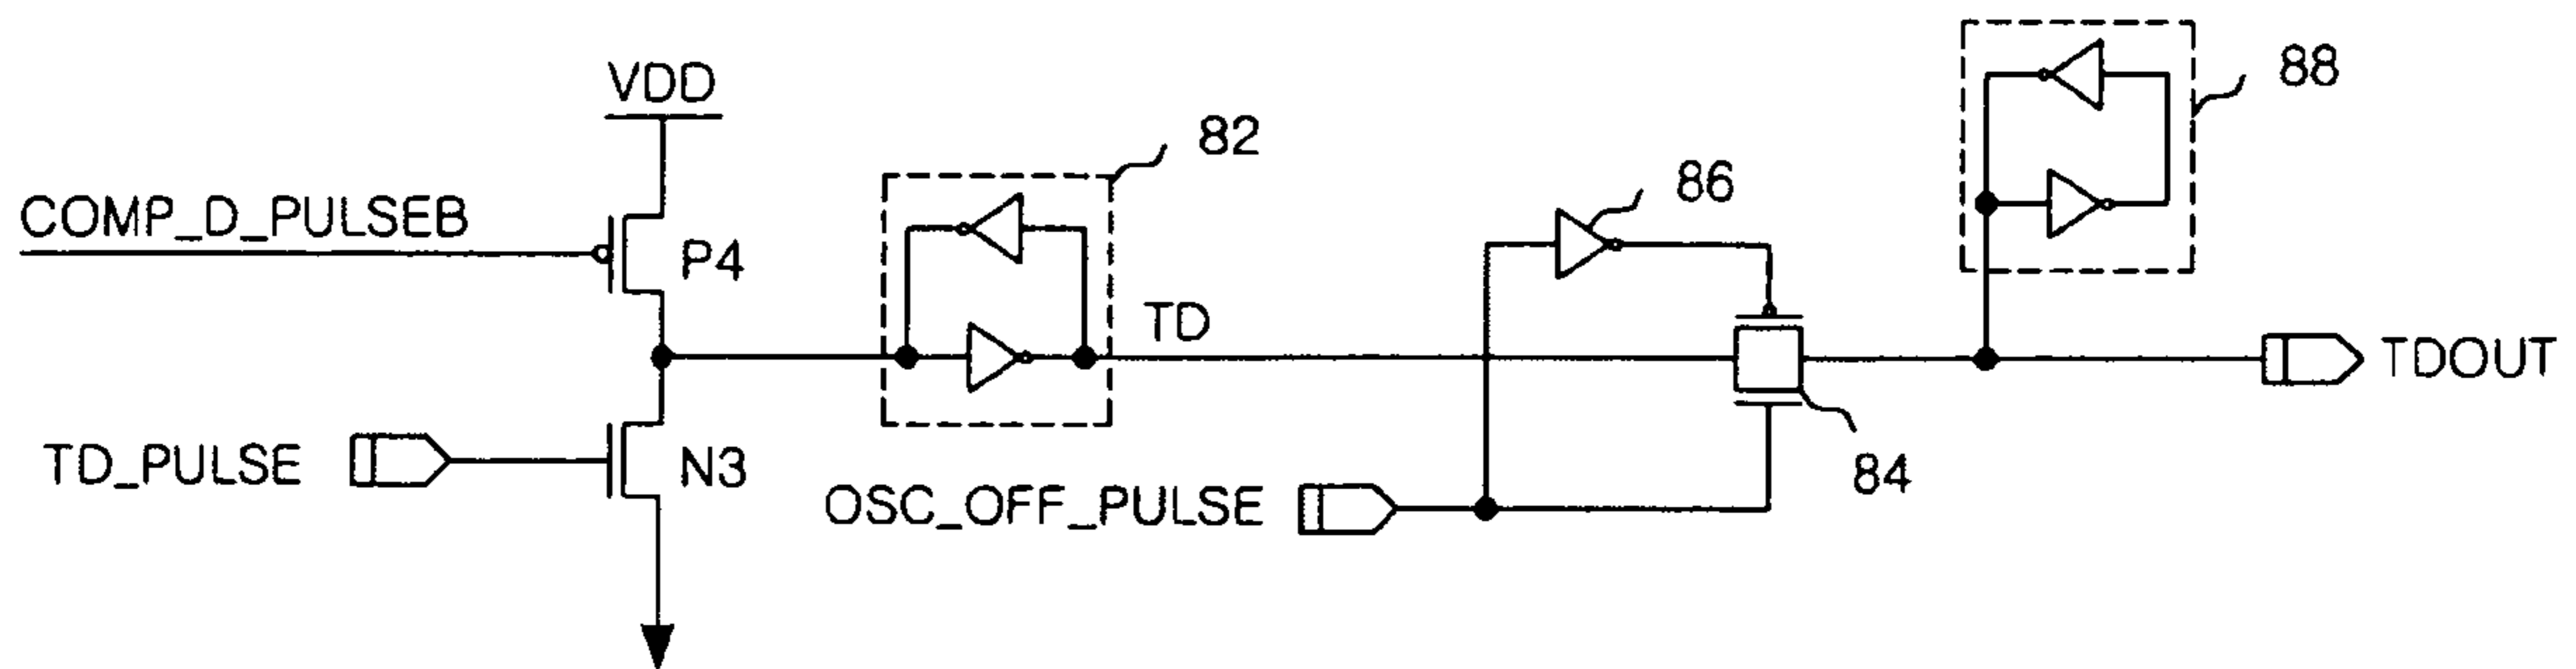 VDD
COMP_D_PULSEB
P4
82
TD
86
88
TDOUT
TD_PULSE
N3
OSC_OFF_PULSE
84